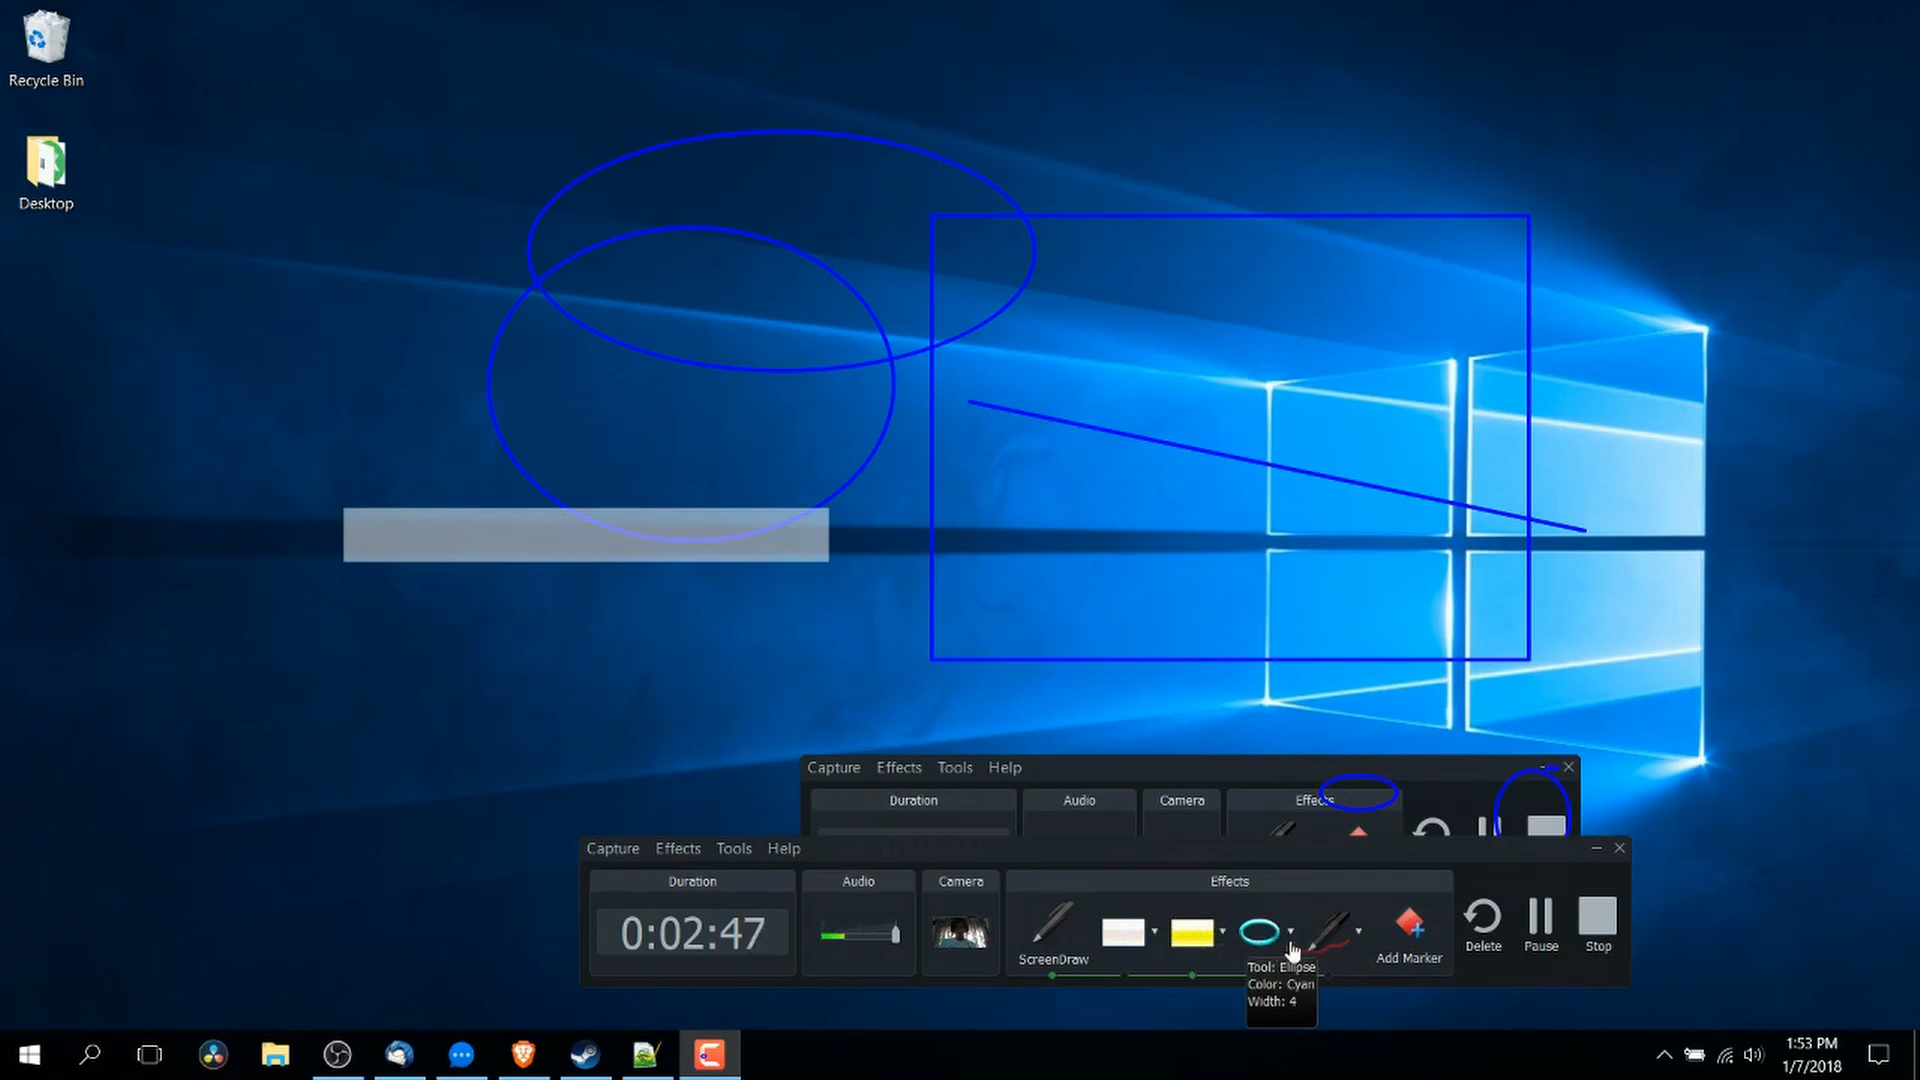 Recycle Bin
Desktop
Capture Effects Tools Help
Duration Audio Camera Effects
Capture Effects Tools Help
Duration Audio Camera Effects
0:02:47
ScreenDraw Add Marker Delete Pause Stop
Tool: Ellipse
Color: Cyan
Width: 4
1:53 PM
1/7/2018